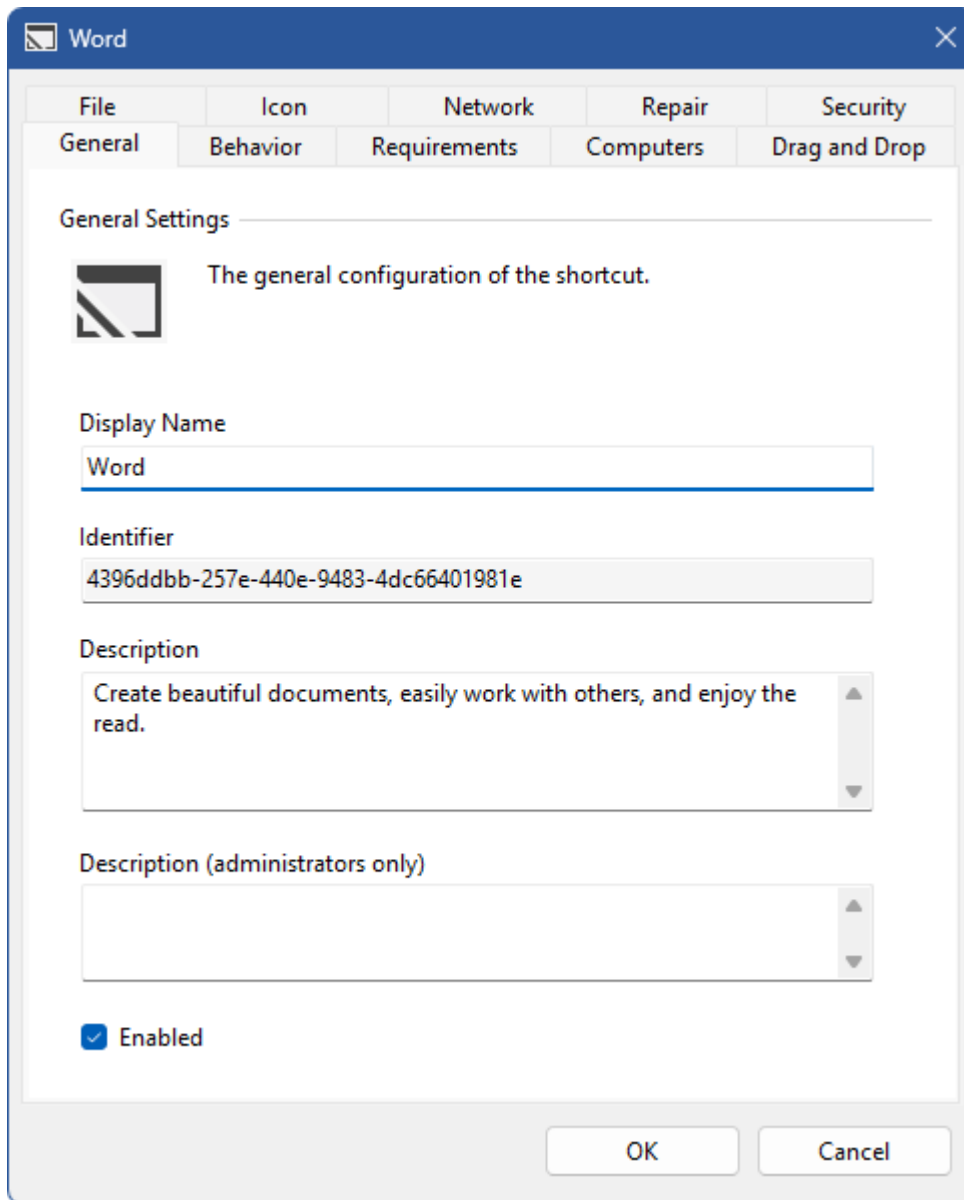 Word
File Icon Network Repair Security
General Behavior Requirements Computers Drag and Drop
General Settings
The general configuration of the shortcut.
Display Name
Word
Identifier
4396ddbb-257e-440e-9483-4dc66401981e
Description
Create beautiful documents, easily work with others, and enjoy the
read.
Description (administrators only)
Enabled
OK Cancel